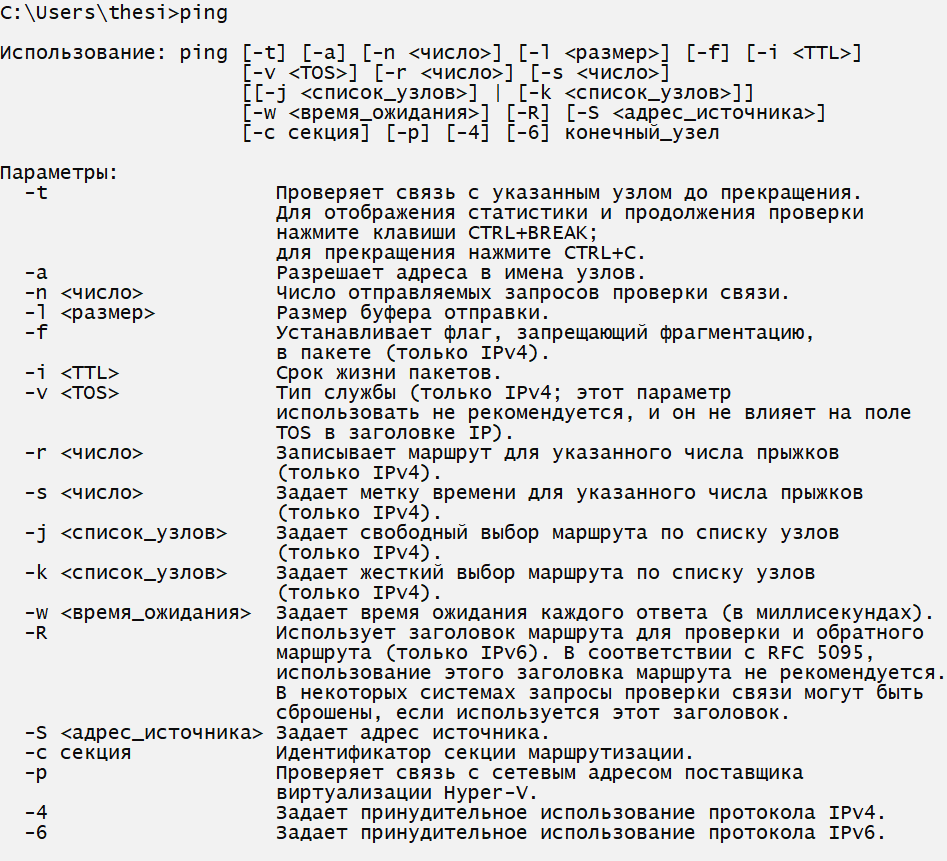 C:\Users\thesi>ping
Использование: ping [-t] [-a] [-n <число>] [-l <размер>] [-f] [-i <TTL>]
[-v <TOS>] [-r <число>] [-s <число>]
[[-j <список_узлов>] | [-k <список_узлов>]]
[-w <время_ожидания>] [-R] [-S <адрес_источника>]
[-c секция] [-p] [-4] [-6] конечный_узел
Параметры:
-t Проверяет связь с указанным узлом до прекращения.
Для отображения статистики и продолжения проверки
нажмите клавиши CTRL+BREAK;
для прекращения нажмите CTRL+C.
-a Разрешает адреса в имена узлов.
-n <число> Число отправляемых запросов проверки связи.
-l <размер> Размер буфера отправки.
-f Устанавливает флаг, запрещающий фрагментацию,
в пакете (только IPv4).
-i <TTL> Срок жизни пакетов.
-v <TOS> Тип службы (только IPv4; этот параметр
использовать не рекомендуется, и он не влияет на поле
TOS в заголовке IP).
-r <число> Записывает маршрут для указанного числа прыжков
(только IPv4).
-s <число> Задает метку времени для указанного числа прыжков
(только IPv4).
-j <список_узлов> Задает свободный выбор маршрута по списку узлов
(только IPv4).
-k <список_узлов> Задает жесткий выбор маршрута по списку узлов
(только IPv4).
-w <время_ожидания> Задает время ожидания каждого ответа (в миллисекундах).
-R Использует заголовок маршрута для проверки и обратного
маршрута (только IPv6). В соответствии с RFC 5095,
использование этого заголовка маршрута не рекомендуется.
В некоторых системах запросы проверки связи могут быть
сброшены, если используется этот заголовок.
-S <адрес_источника> Задает адрес источника.
-c секция Идентификатор секции маршрутизации.
-p Проверяет связь с сетевым адресом поставщика
виртуализации Hyper-V.
-4 Задает принудительное использование протокола IPv4.
-6 Задает принудительное использование протокола IPv6.